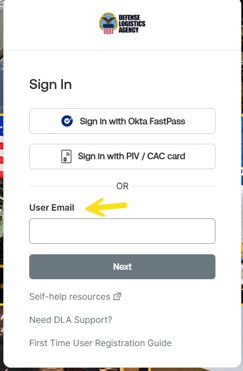 DEFENSE
LOGISTICS
AGENCY
Sign In
Sign in with Okta FastPass
Sign in with PIV / CAC card
OR
User Email
Next
Self-help resources
Need DLA Support?
First Time User Registration Guide